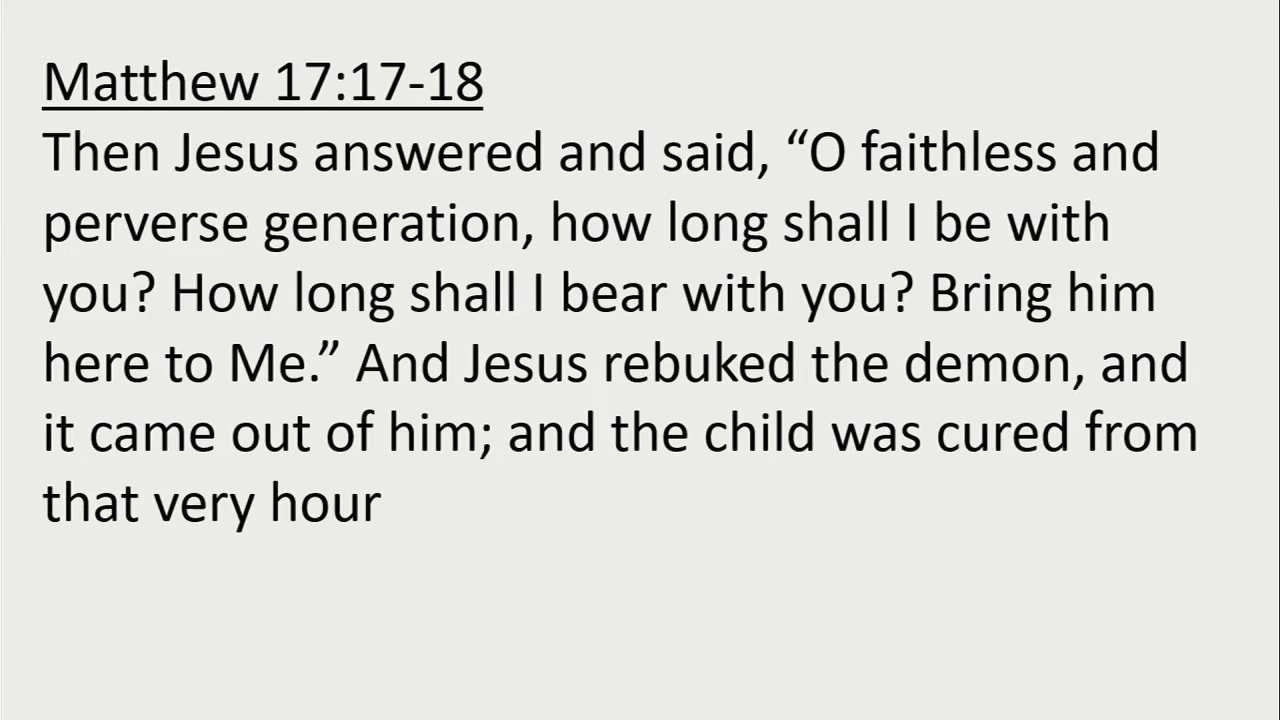 Matthew 17:17-18
Then Jesus answered and said, “O faithless and
perverse generation, how long shall I be with
you? How long shall I bear with you? Bring him
here to Me.” And Jesus rebuked the demon, and
it came out of him; and the child was cured from
that very hour